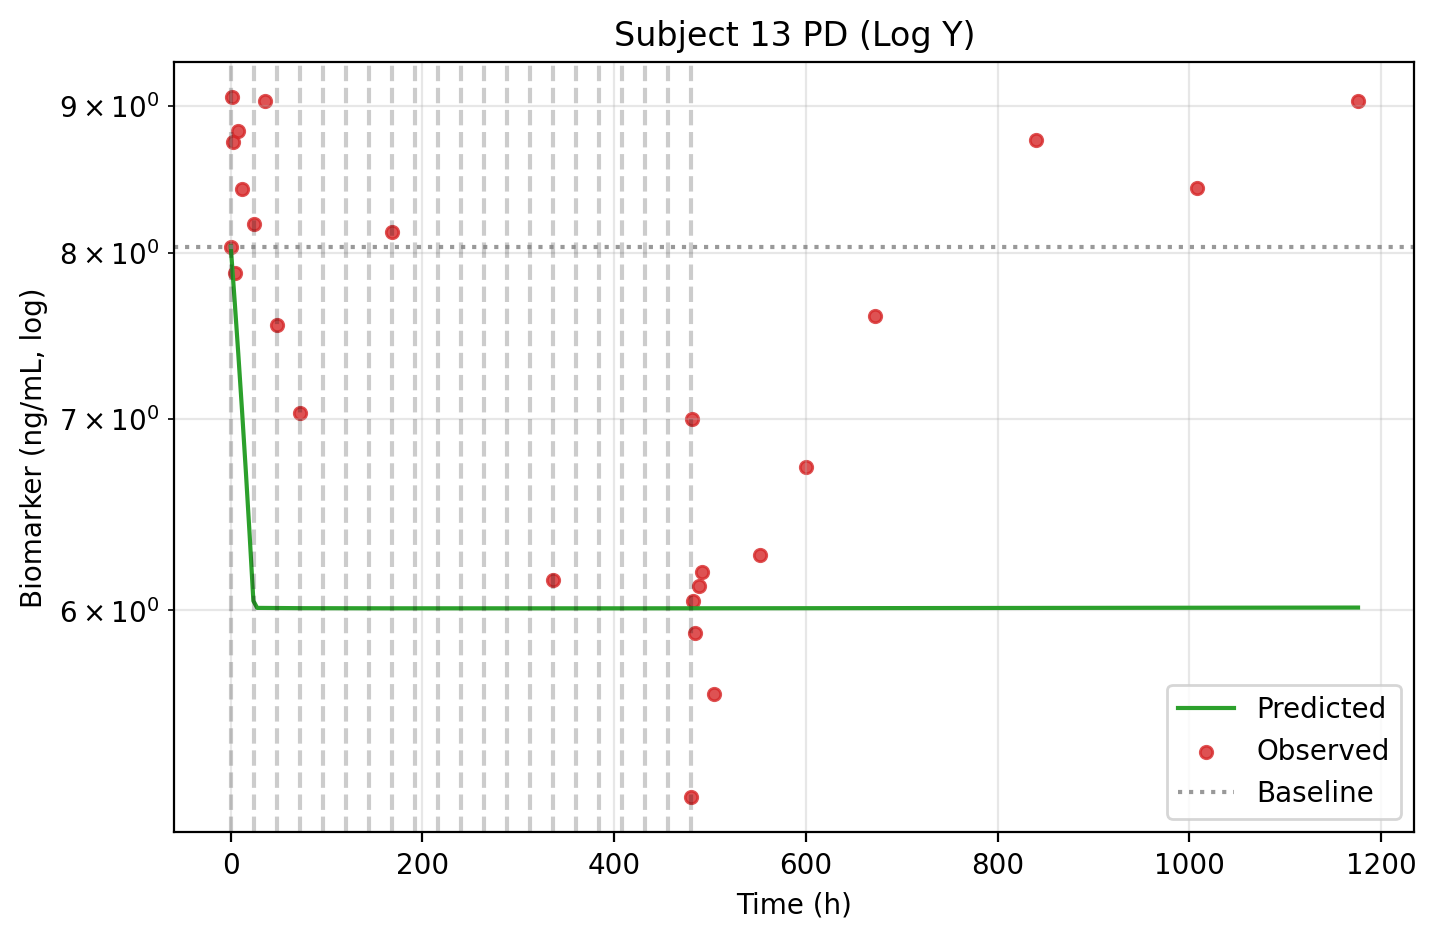 Subject 13 PD (Log Y)
Biomarker (ng/mL, log)
9 × 10⁰
8 × 10⁰
7 × 10⁰
6 × 10⁰
Predicted
Observed
Baseline
0 200 400 600 800 1000 1200
Time (h)